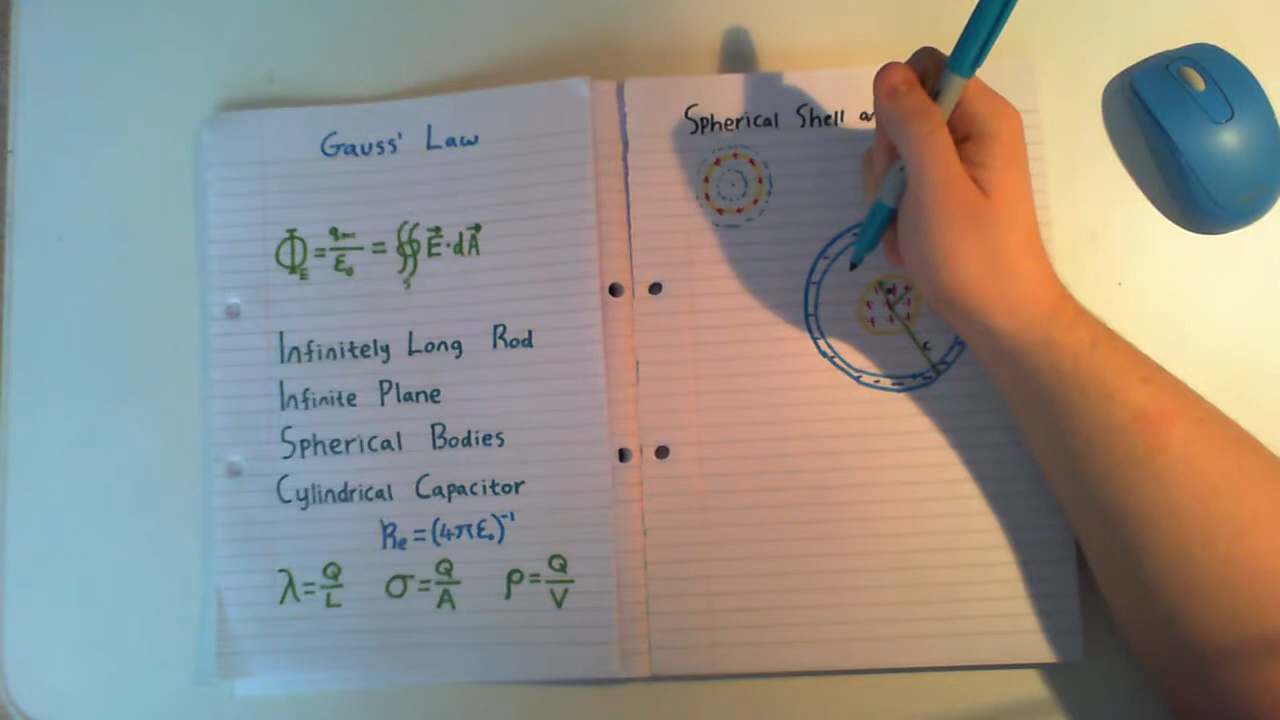 Gauss' Law
Φ_E = q_en/ε₀ = ∯_S E⃗·dA⃗
Infinitely Long Rod
Infinite Plane
Spherical Bodies
Cylindrical Capacitor
k_e = (4πε₀)⁻¹
λ = Q/L σ = Q/A ρ = Q/V
Spherical Shell
c